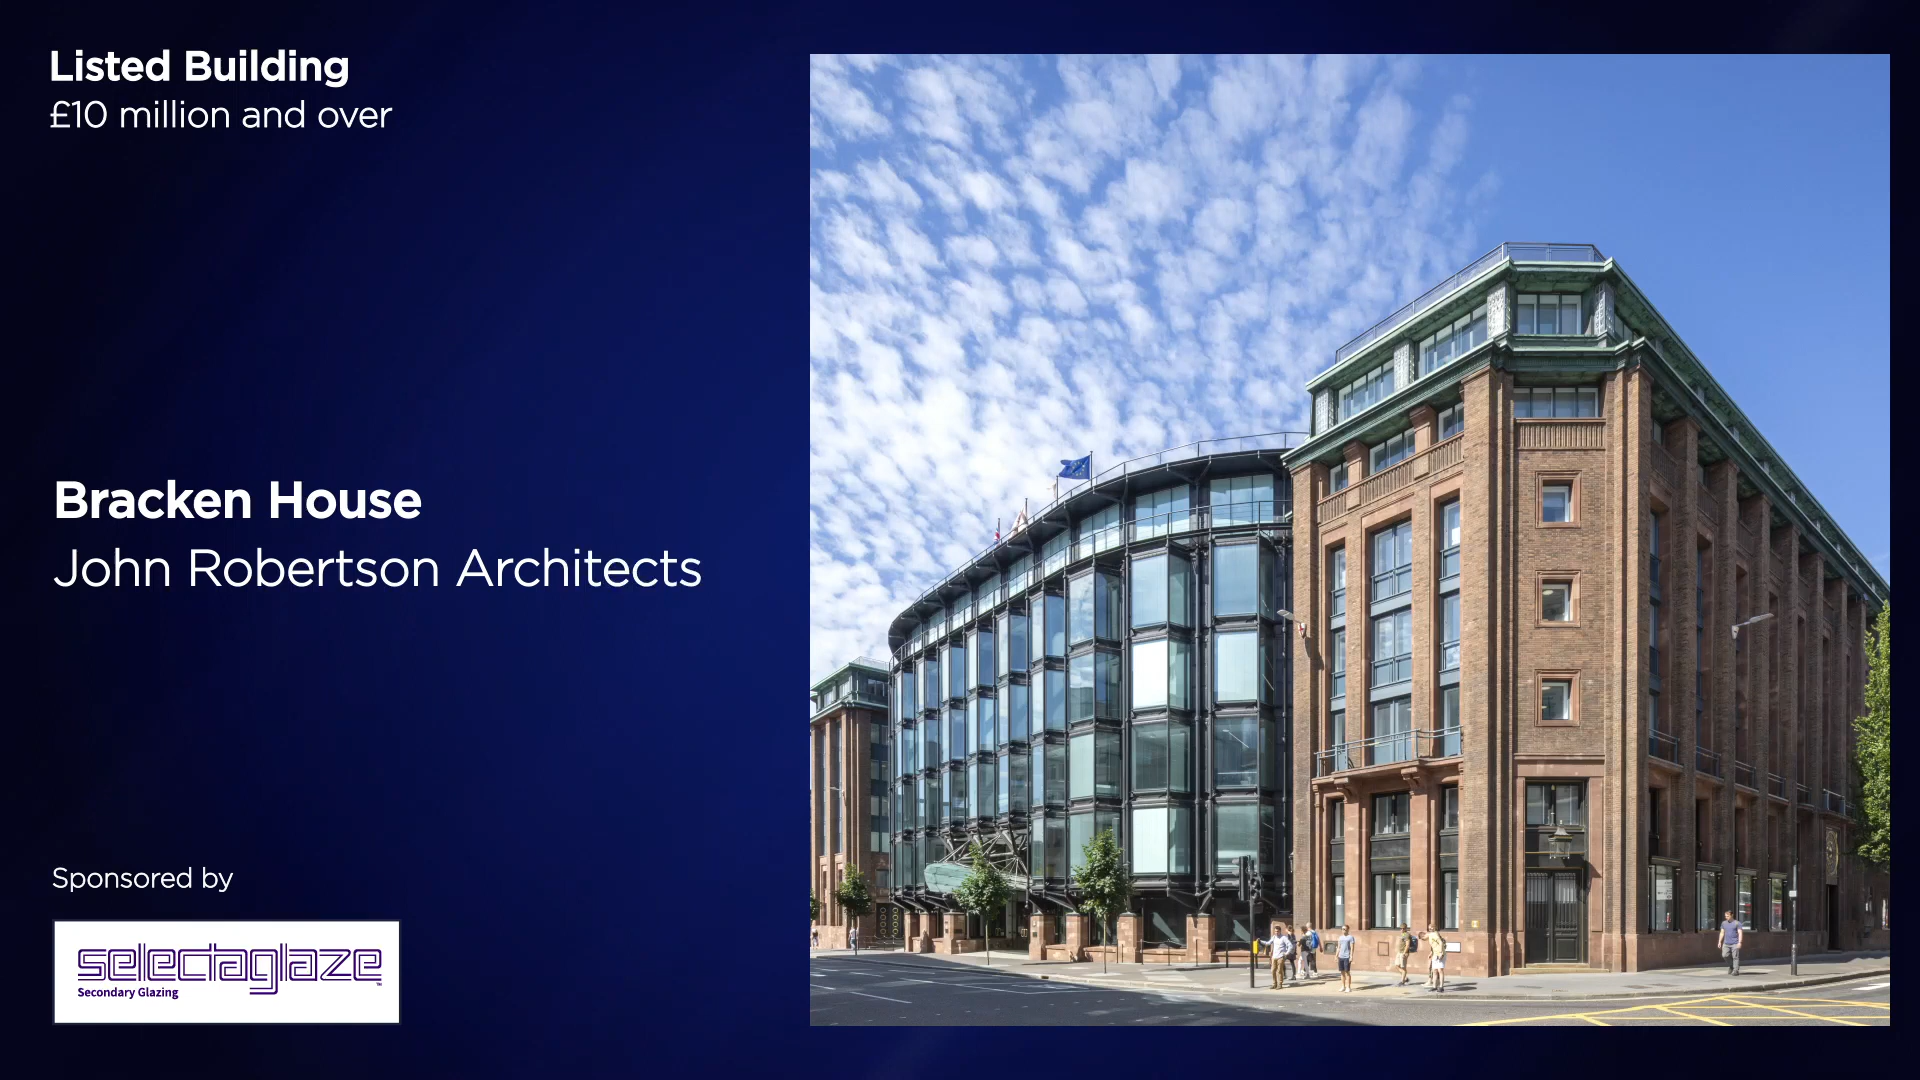 Listed Building
£10 million and over
Bracken House
John Robertson Architects
Sponsored by
selectaglaze
Secondary Glazing